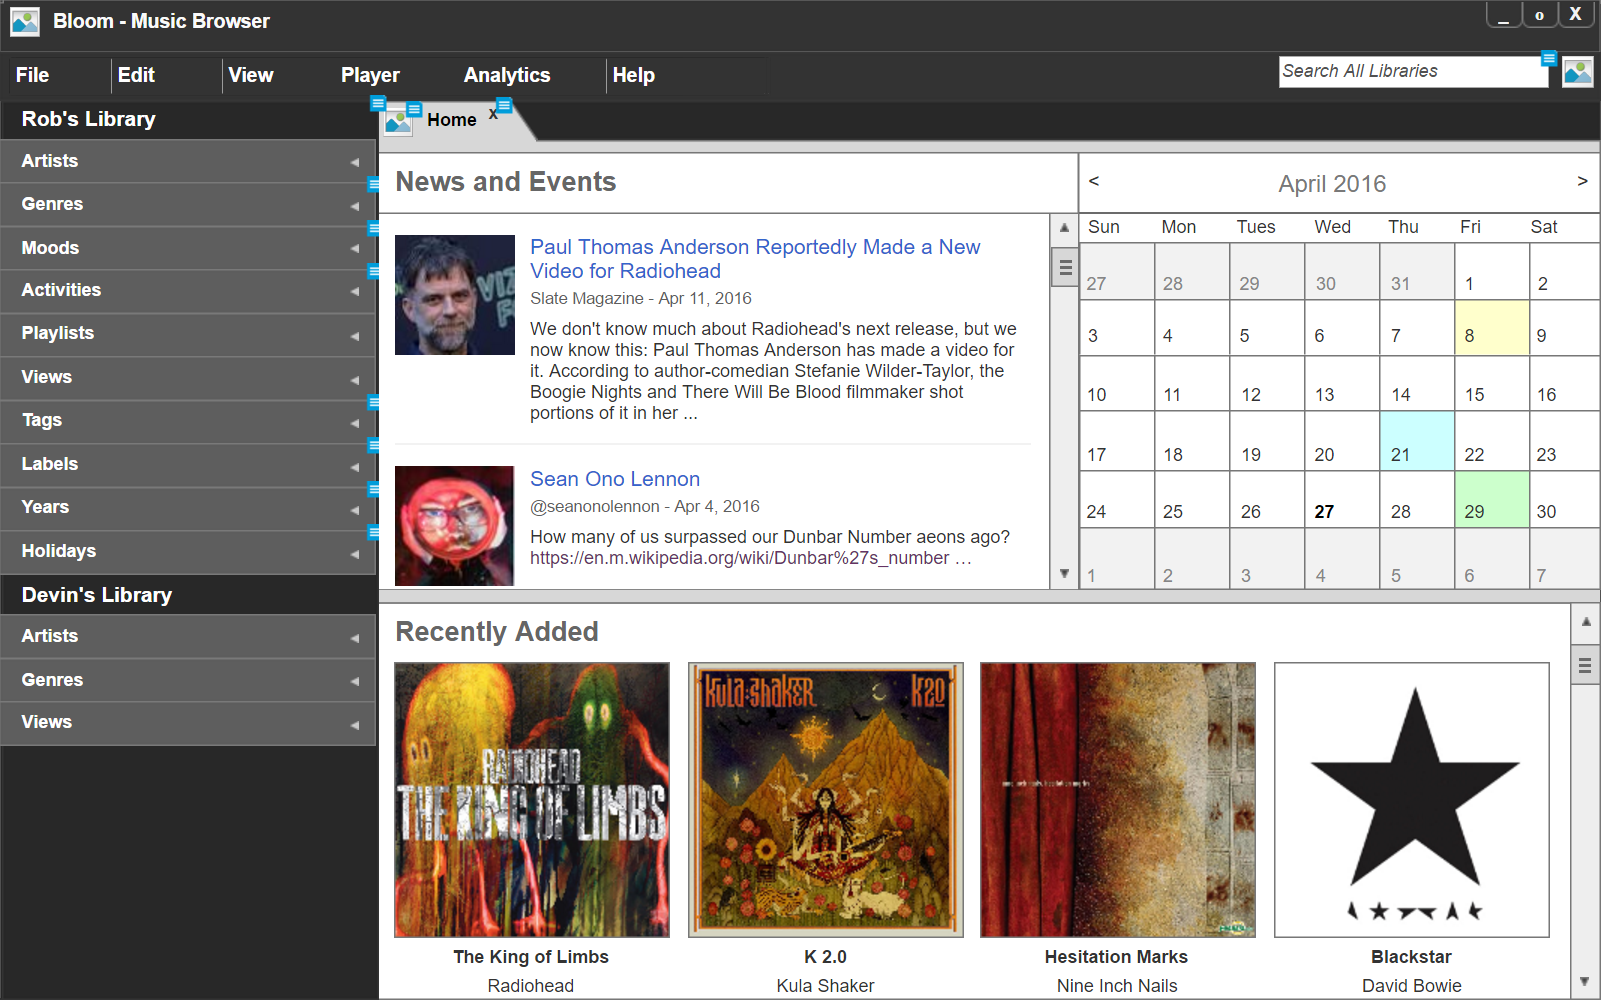 Bloom - Music Browser
_ o X
File Edit View Player Analytics Help
Search All Libraries
Rob's Library
Artists
Genres
Moods
Activities
Playlists
Views
Tags
Labels
Years
Holidays
Devin's Library
Artists
Genres
Views
Home x
News and Events
Paul Thomas Anderson Reportedly Made a New
Video for Radiohead
Slate Magazine - Apr 11, 2016
We don't know much about Radiohead's next release, but we
now know this: Paul Thomas Anderson has made a video for
it. According to author-comedian Stefanie Wilder-Taylor, the
Boogie Nights and There Will Be Blood filmmaker shot
portions of it in her ...
Sean Ono Lennon
@seanonolennon - Apr 4, 2016
How many of us surpassed our Dunbar Number aeons ago?
https://en.m.wikipedia.org/wiki/Dunbar%27s_number …
< April 2016 >
Sun Mon Tues Wed Thu Fri Sat
27 28 29 30 31 1 2
3 4 5 6 7 8 9
10 11 12 13 14 15 16
17 18 19 20 21 22 23
24 25 26 27 28 29 30
1 2 3 4 5 6 7
Recently Added
RADIOHEAD
THE KING OF LIMBS
KULA:SHAKER K20
The King of Limbs
Radiohead
K 2.0
Kula Shaker
Hesitation Marks
Nine Inch Nails
Blackstar
David Bowie